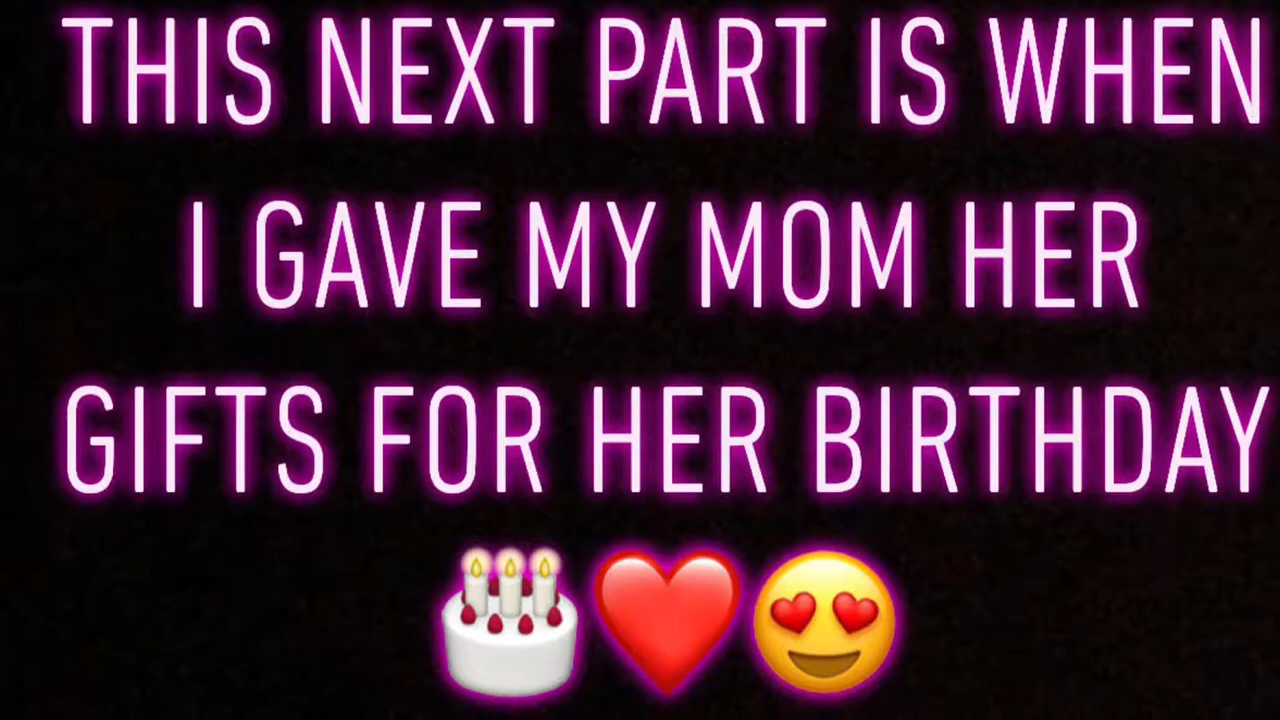 THIS NEXT PART IS WHEN
I GAVE MY MOM HER
GIFTS FOR HER BIRTHDAY
🎂❤️😍